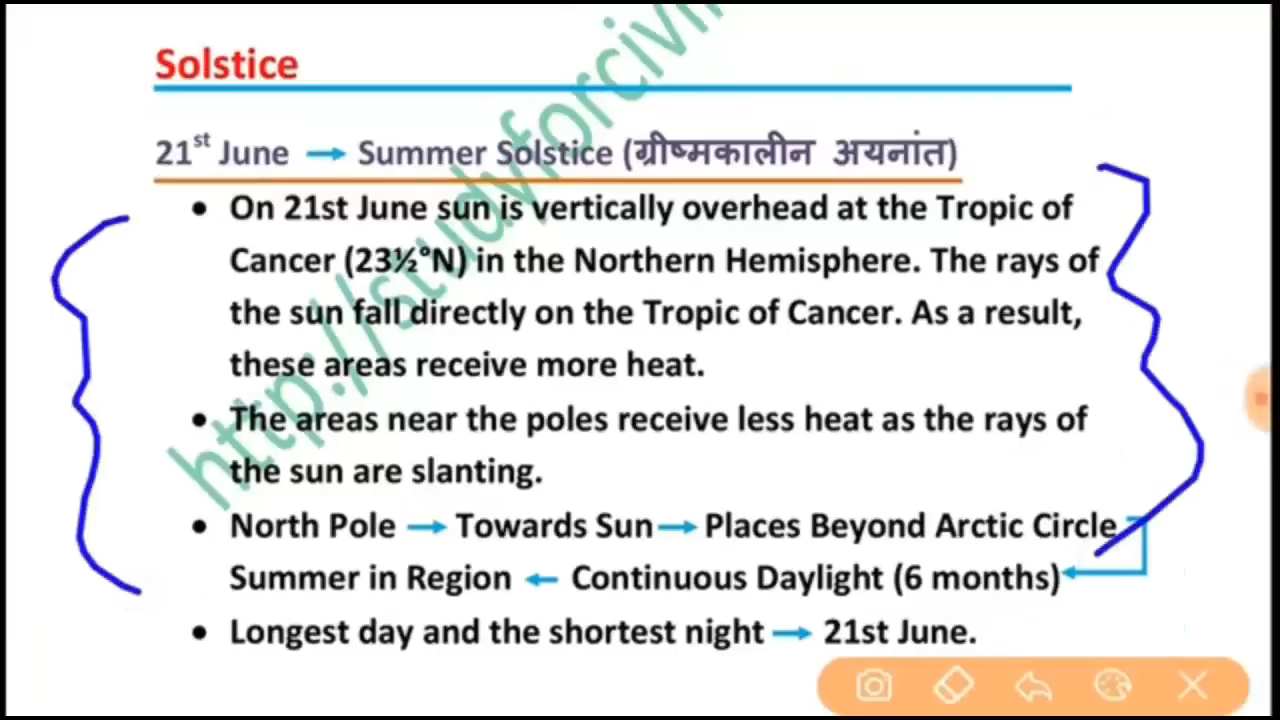 Solstice
21st June → Summer Solstice (ग्रीष्मकालीन अयनांत)
• On 21st June sun is vertically overhead at the Tropic of
Cancer (23½°N) in the Northern Hemisphere. The rays of
the sun fall directly on the Tropic of Cancer. As a result,
these areas receive more heat.
• The areas near the poles receive less heat as the rays of
the sun are slanting.
• North Pole → Towards Sun → Places Beyond Arctic Circle
Summer in Region ← Continuous Daylight (6 months)
• Longest day and the shortest night → 21st June.